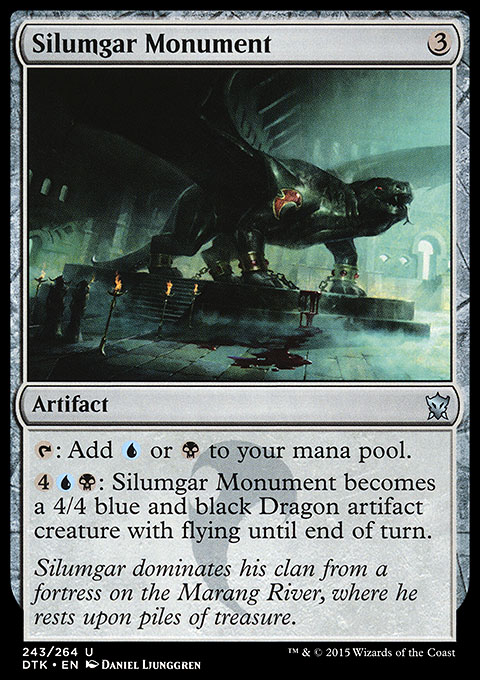 Silumgar Monument 3
Artifact
: Add or to your mana pool.
4 : Silumgar Monument becomes
a 4/4 blue and black Dragon artifact
creature with flying until end of turn.
Silumgar dominates his clan from a
fortress on the Marang River, where he
rests upon piles of treasure.
243/264 U
DTK • EN Daniel Ljunggren
™ & © 2015 Wizards of the Coast